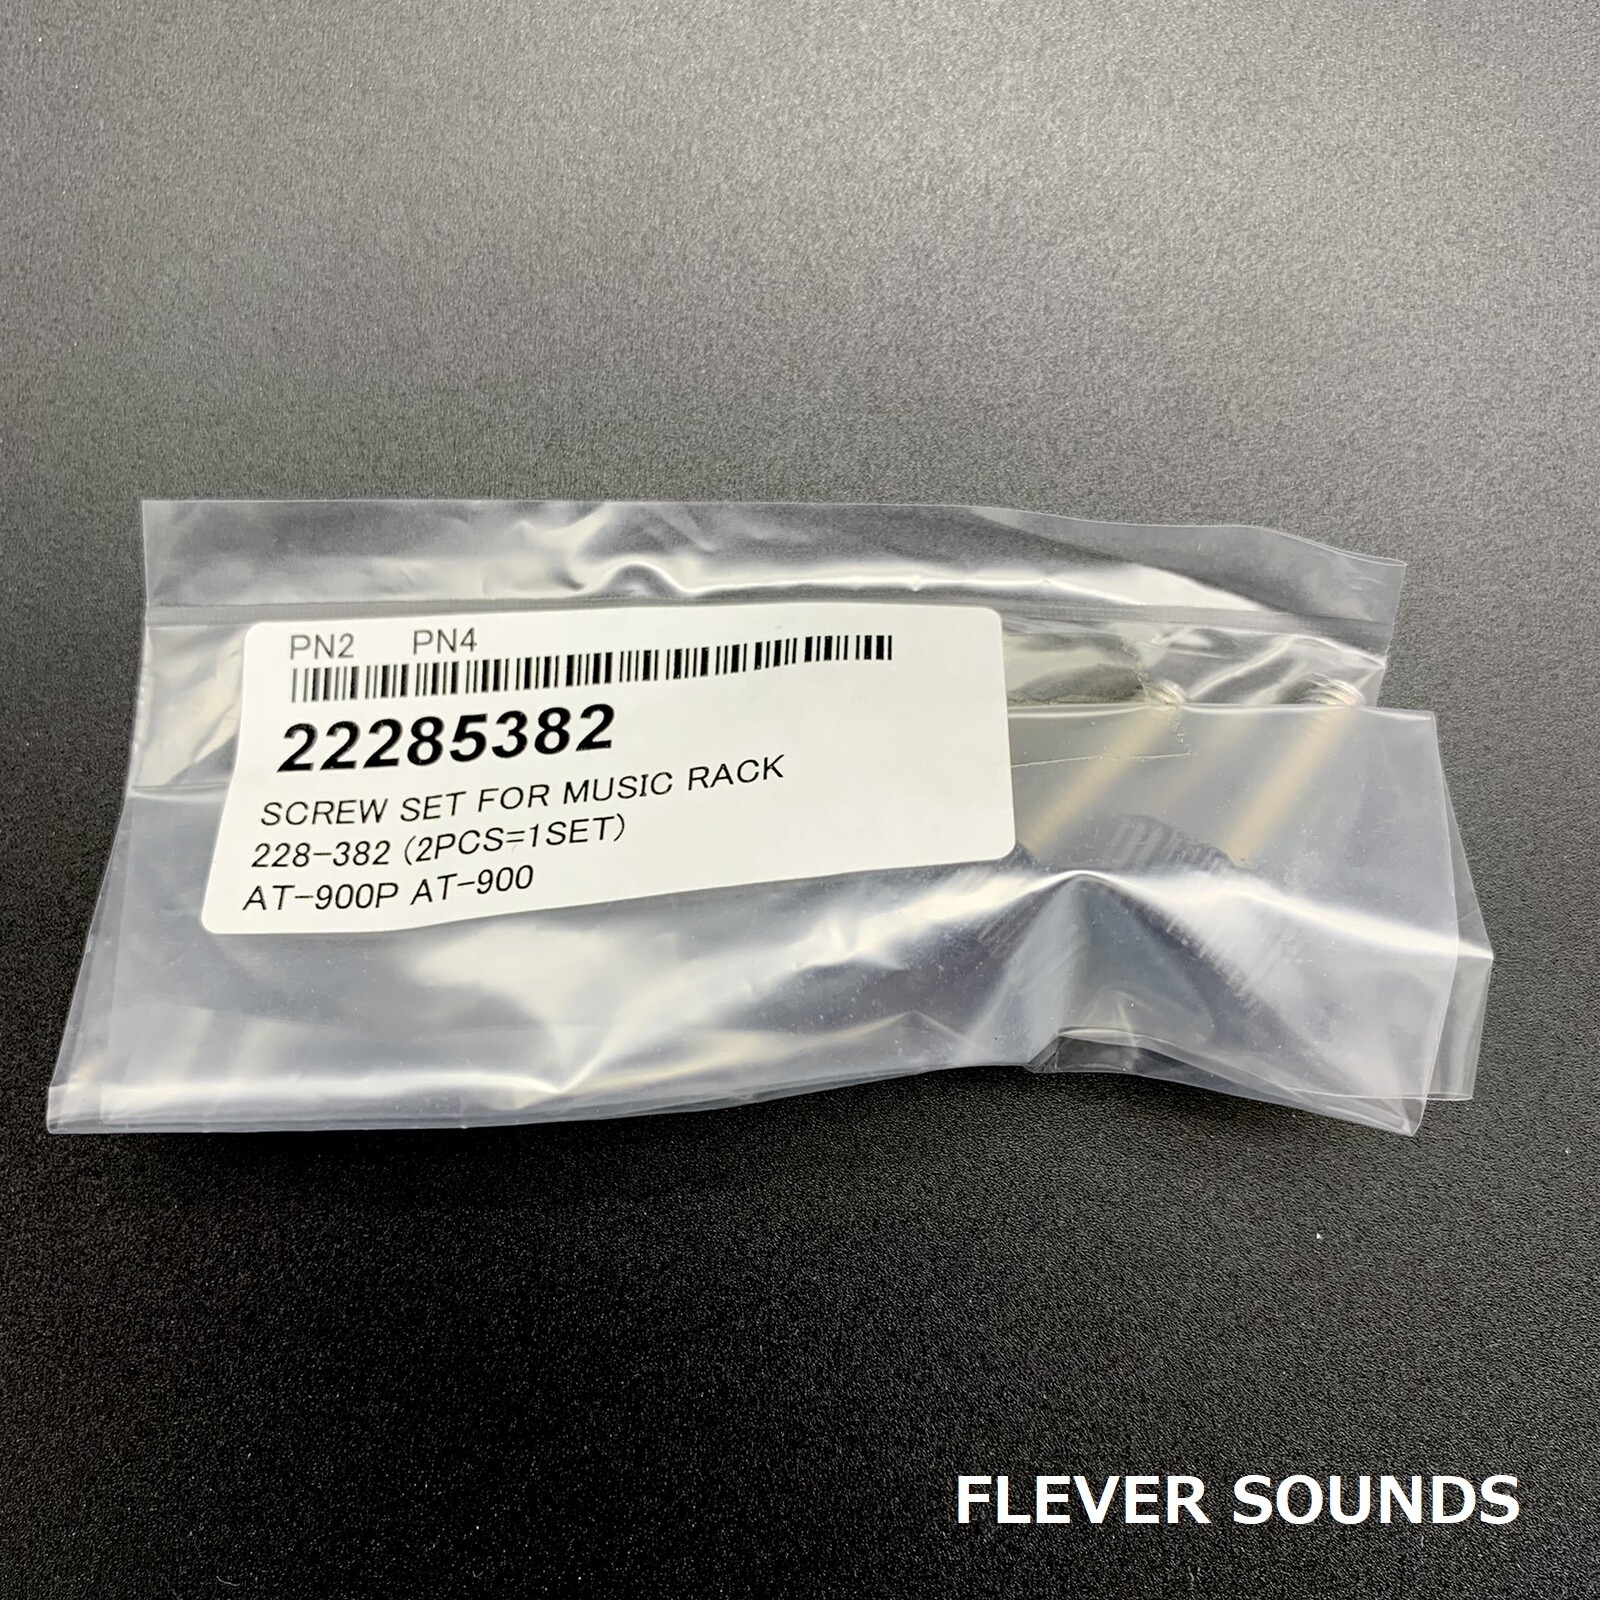 PN2 PN4
22285382
SCREW SET FOR MUSIC RACK
228-382 (2PCS=1SET)
AT-900P AT-900
FLEVER SOUNDS